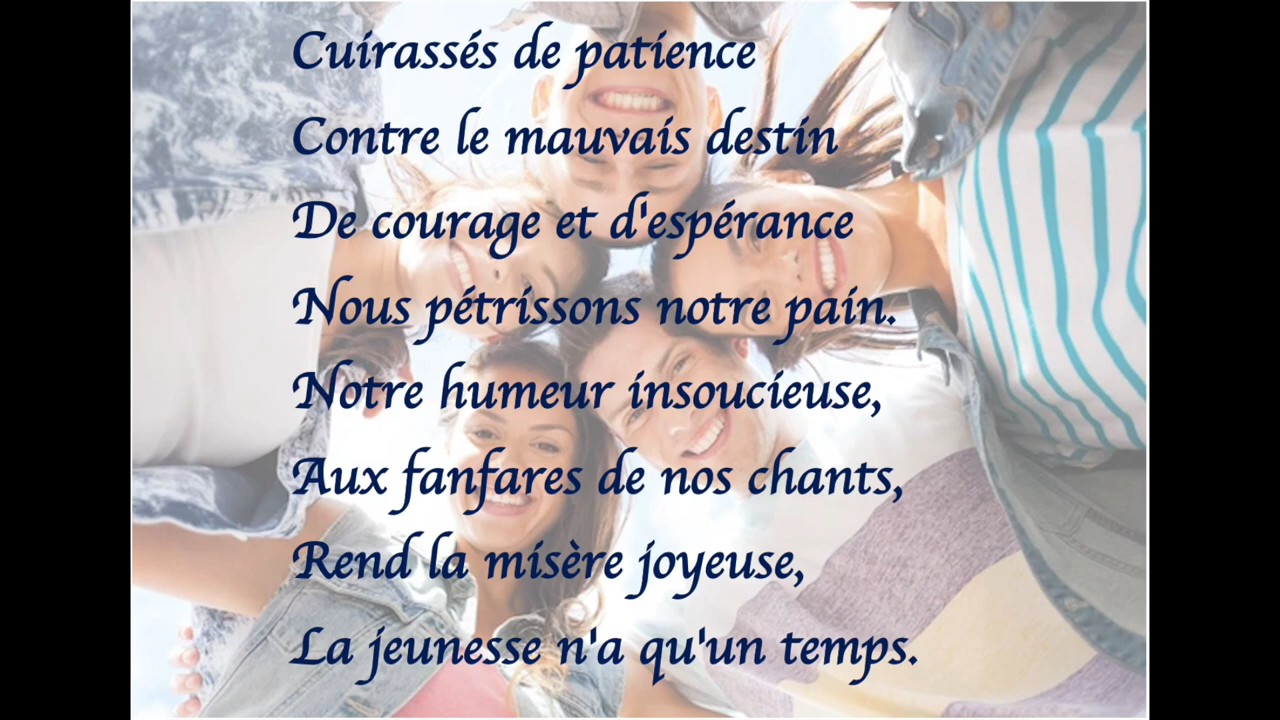 Cuirassés de patience
Contre le mauvais destin
De courage et d'espérance
Nous pétrissons notre pain.
Notre humeur insoucieuse,
Aux fanfares de nos chants,
Rend la misère joyeuse,
La jeunesse n'a qu'un temps.